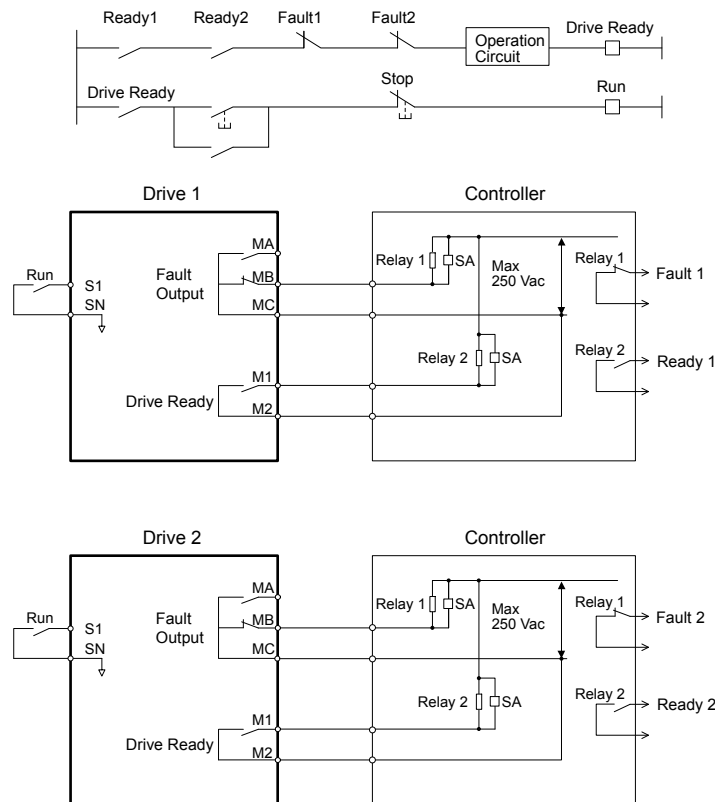 Ready1 Ready2 Fault1 Fault2 Operation Circuit Drive Ready
Drive Ready Stop Run
Drive 1 Controller
MA
Run S1 Fault Output MB Relay 1 SA Max 250 Vac Relay 1 Fault 1
SN MC
Relay 2 SA Relay 2 Ready 1
M1
Drive Ready
M2
Drive 2 Controller
MA
Run S1 Fault Output MB Relay 1 SA Max 250 Vac Relay 1 Fault 2
SN MC
Relay 2 SA Relay 2 Ready 2
M1
Drive Ready
M2